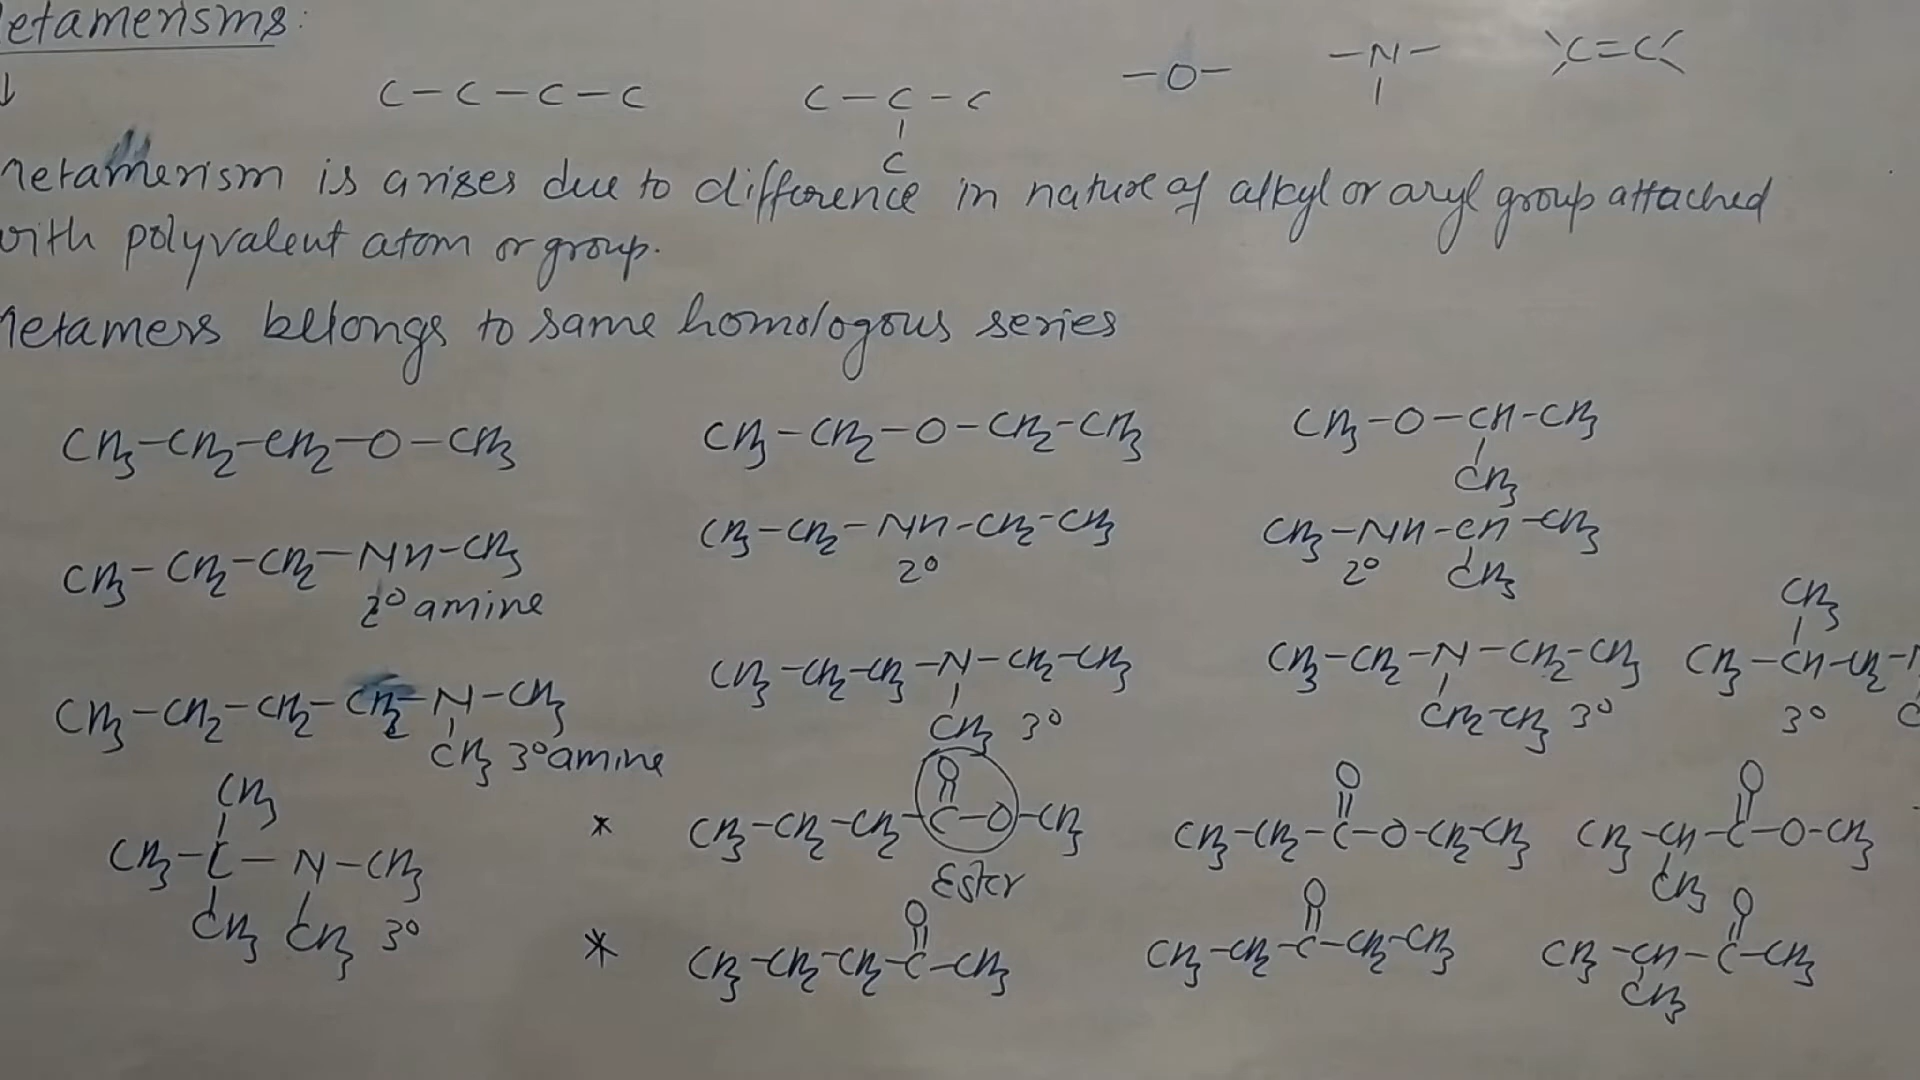 etamerisms:
↓
C-C-C-C C-C-C -O- -N- C=C
C
metamerism is arises due to difference in nature of alkyl or aryl group attached
with polyvalent atom or group.
Metamers belongs to same homologous series
CH3-CH2-CH2-O-CH3 CH3-CH2-O-CH2-CH3 CH3-O-CH-CH3
CH3
CH3-CH2-CH2-NH-CH3 CH3-CH2-NH-CH2-CH3 CH3-NH-CH-CH3
2° amine 2° 2° CH3
CH3
CH3-CH2-CH2-CH2-N-CH3 CH3-CH2-CH2-N-CH2-CH3 CH3-CH2-N-CH2-CH3 CH3-CH-CH2-
CH3 3° amine CH3 3° CH2-CH3 3° 3°
CH3 O O O
CH3-C-N-CH3 * CH3-CH2-CH2-C-O-CH3 CH3-CH2-C-O-CH2-CH3 CH3-CH-C-O-CH3
CH3 CH3 3° Ester CH3
O O O
* CH3-CH2-CH2-C-CH3 CH3-CH2-C-CH2-CH3 CH3-CH-C-CH3
CH3